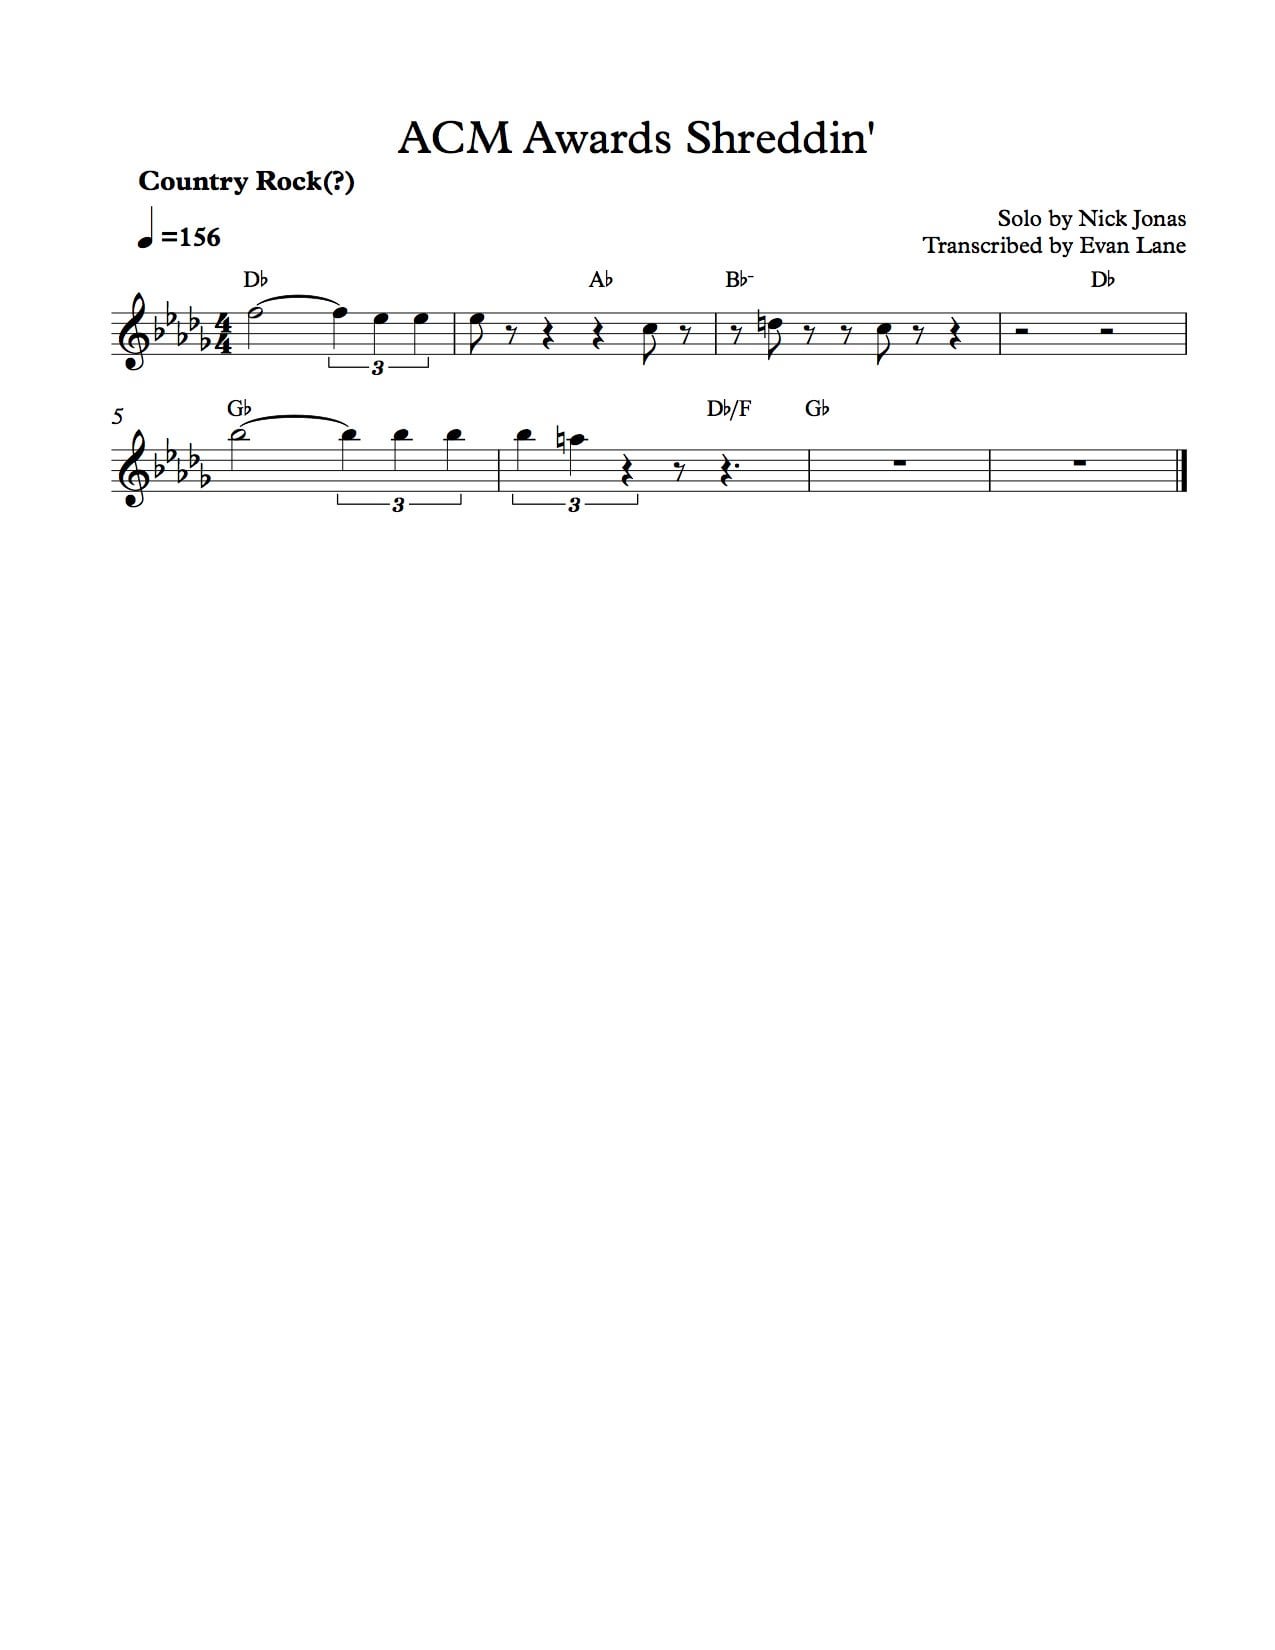 ACM Awards Shreddin'
Country Rock(?)
=156
Solo by Nick Jonas
Transcribed by Evan Lane
D♭ A♭ B♭- D♭
4
4
3
5
G♭ D♭/F G♭
3 3